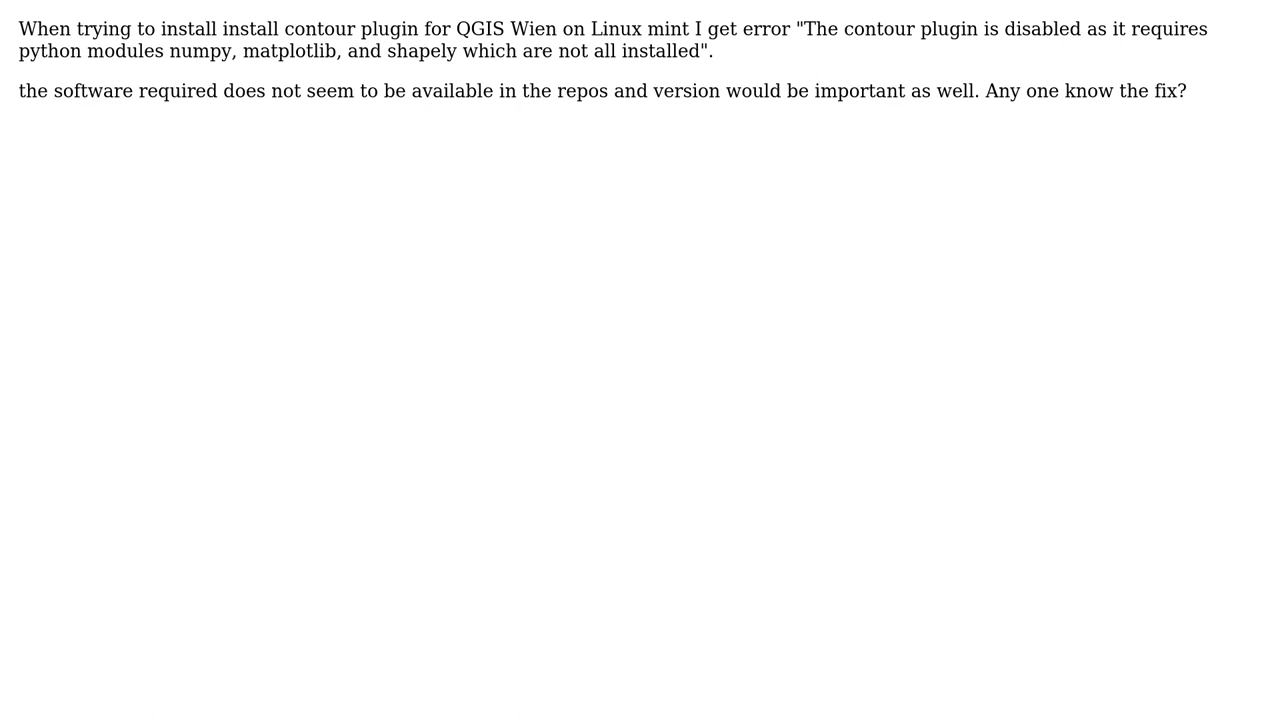 When trying to install install contour plugin for QGIS Wien on Linux mint I get error "The contour plugin is disabled as it requires
python modules numpy, matplotlib, and shapely which are not all installed".
the software required does not seem to be available in the repos and version would be important as well. Any one know the fix?